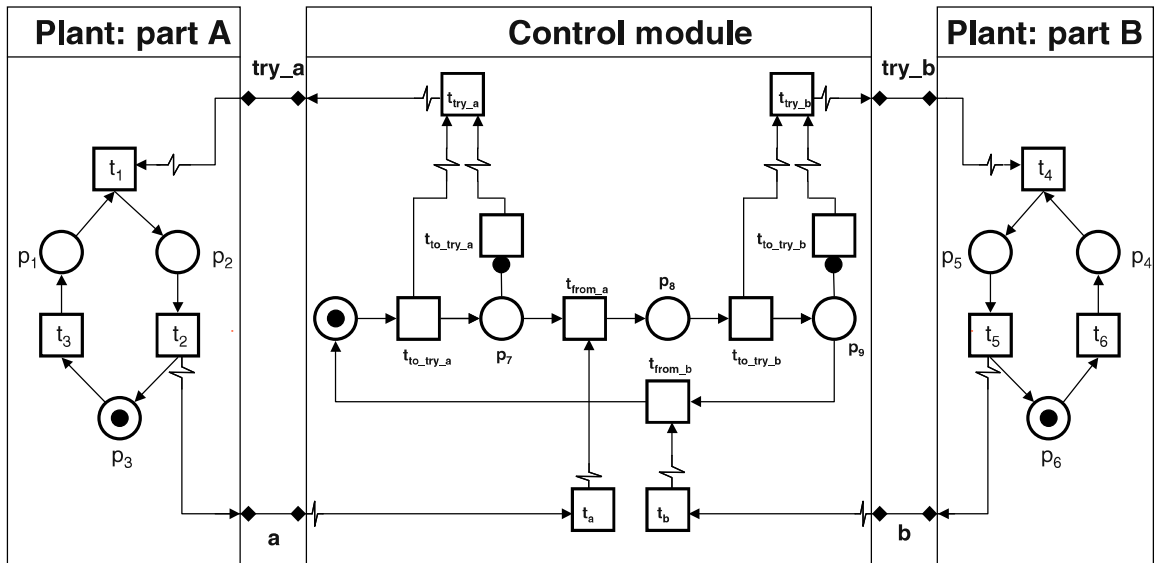 Plant: part A
Control module
Plant: part B
try_a
try_b
t_try_a
t_try_b
t1
t4
t_to_try_a
t_to_try_b
p1
p2
p5
p4
t_from_a
p8
t3
t2
t5
t6
t_to_try_a
p7
t_to_try_b
p9
t_from_b
p3
p6
t_a
t_b
a
b